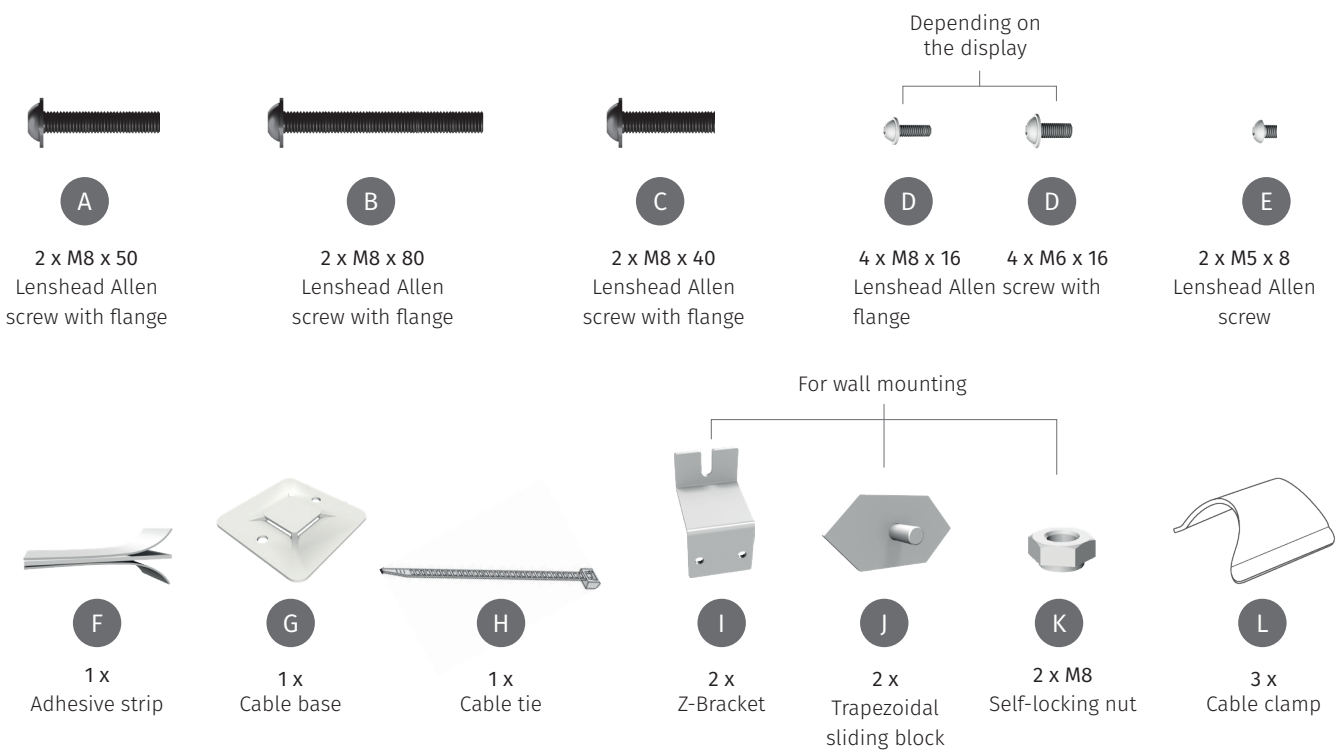 Depending on
the display
A
B
C
D
D
E
2 x M8 x 50
Lenshead Allen
screw with flange
2 x M8 x 80
Lenshead Allen
screw with flange
2 x M8 x 40
Lenshead Allen
screw with flange
4 x M8 x 16 4 x M6 x 16
Lenshead Allen screw with
flange
2 x M5 x 8
Lenshead Allen
screw
For wall mounting
F
G
H
I
J
K
L
1 x
Adhesive strip
1 x
Cable base
1 x
Cable tie
2 x
Z-Bracket
2 x
Trapezoidal
sliding block
2 x M8
Self-locking nut
3 x
Cable clamp